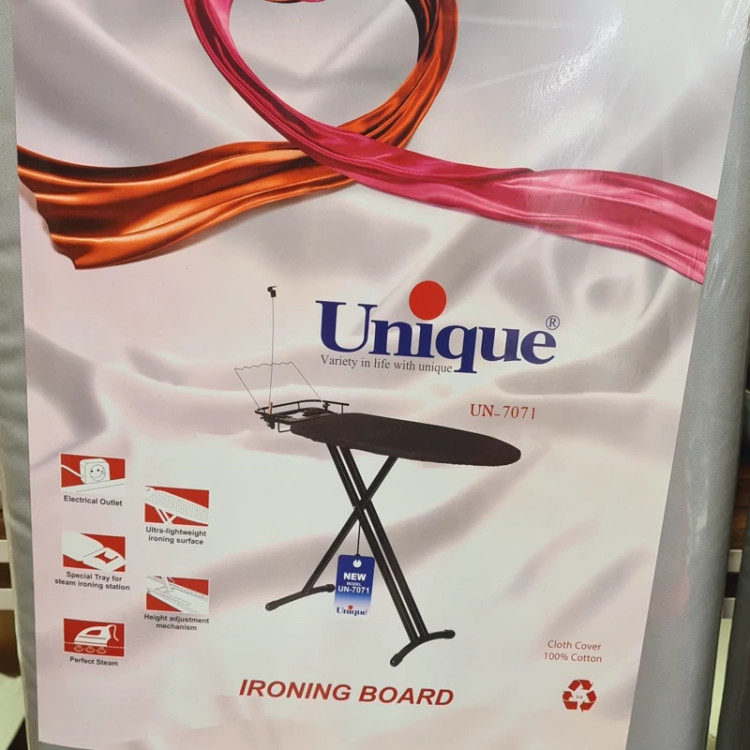 Unique®
Variety in life with unique
UN-7071
Electrical Outlet
Ultra-lightweight
ironing surface
Special Tray for
steam ironing station
Height adjustment
mechanism
Perfect Steam
NEW
MODEL
UN-7071
Unique
Cloth Cover
100% Cotton
IRONING BOARD